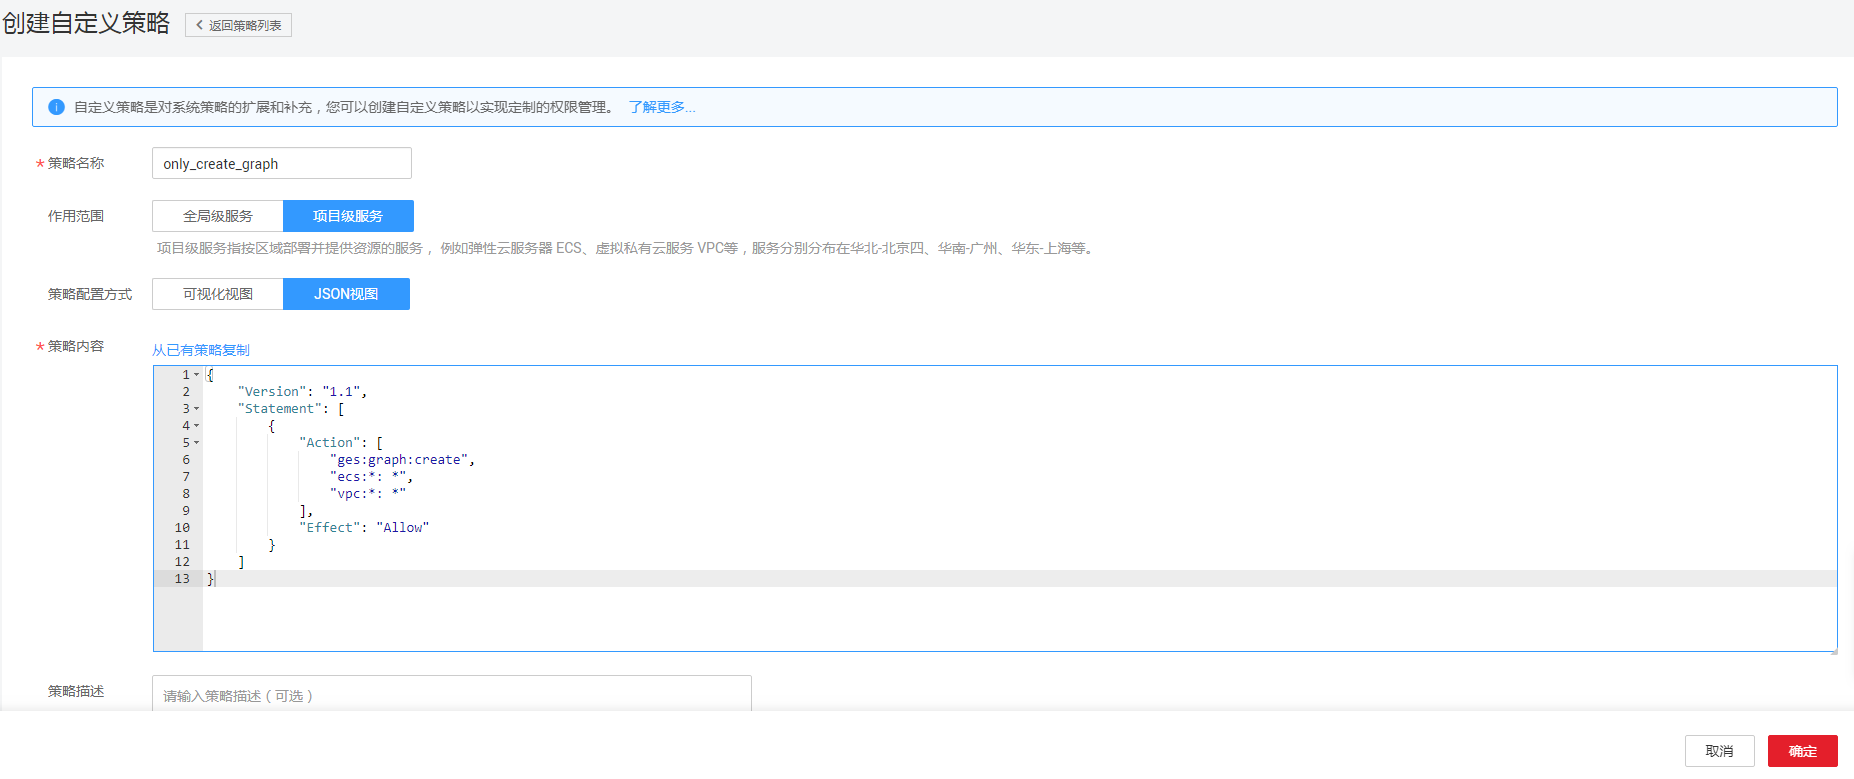 创建自定义策略
返回策略列表
自定义策略是对系统策略的扩展和补充，您可以创建自定义策略以实现定制的权限管理。 了解更多...
* 策略名称 only_create_graph
作用范围 全局级服务 项目级服务
项目级服务指按区域部署并提供资源的服务， 例如弹性云服务器 ECS、虚拟私有云服务 VPC等，服务分别分布在华北-北京四、华南-广州、华东-上海等。
策略配置方式 可视化视图 JSON视图
* 策略内容 从已有策略复制
1 {
2     "Version": "1.1",
3     "Statement": [
4         {
5             "Action": [
6                 "ges:graph:create",
7                 "ecs:*: *",
8                 "vpc:*: *"
9             ],
10             "Effect": "Allow"
11         }
12     ]
13 }
策略描述 请输入策略描述（可选）
取消 确定